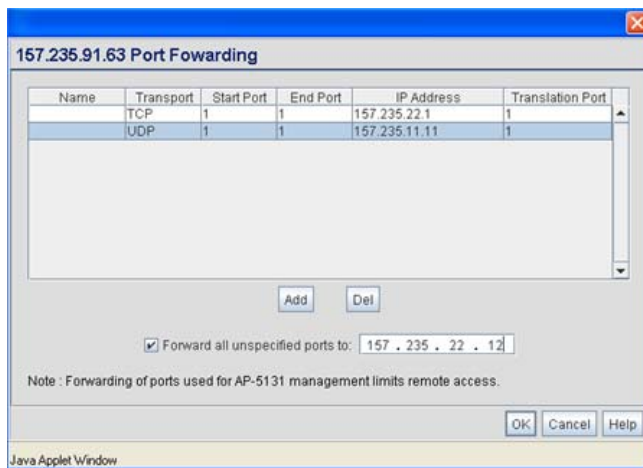 157.235.91.63 Port Fowarding
Name Transport Start Port End Port IP Address Translation Port
TCP 1 1 157.235.22.1 1
UDP 1 1 157.235.11.11 1
Add Del
Forward all unspecified ports to: 157 . 235 . 22 . 12
Note : Forwarding of ports used for AP-5131 management limits remote access.
OK Cancel Help
Java Applet Window